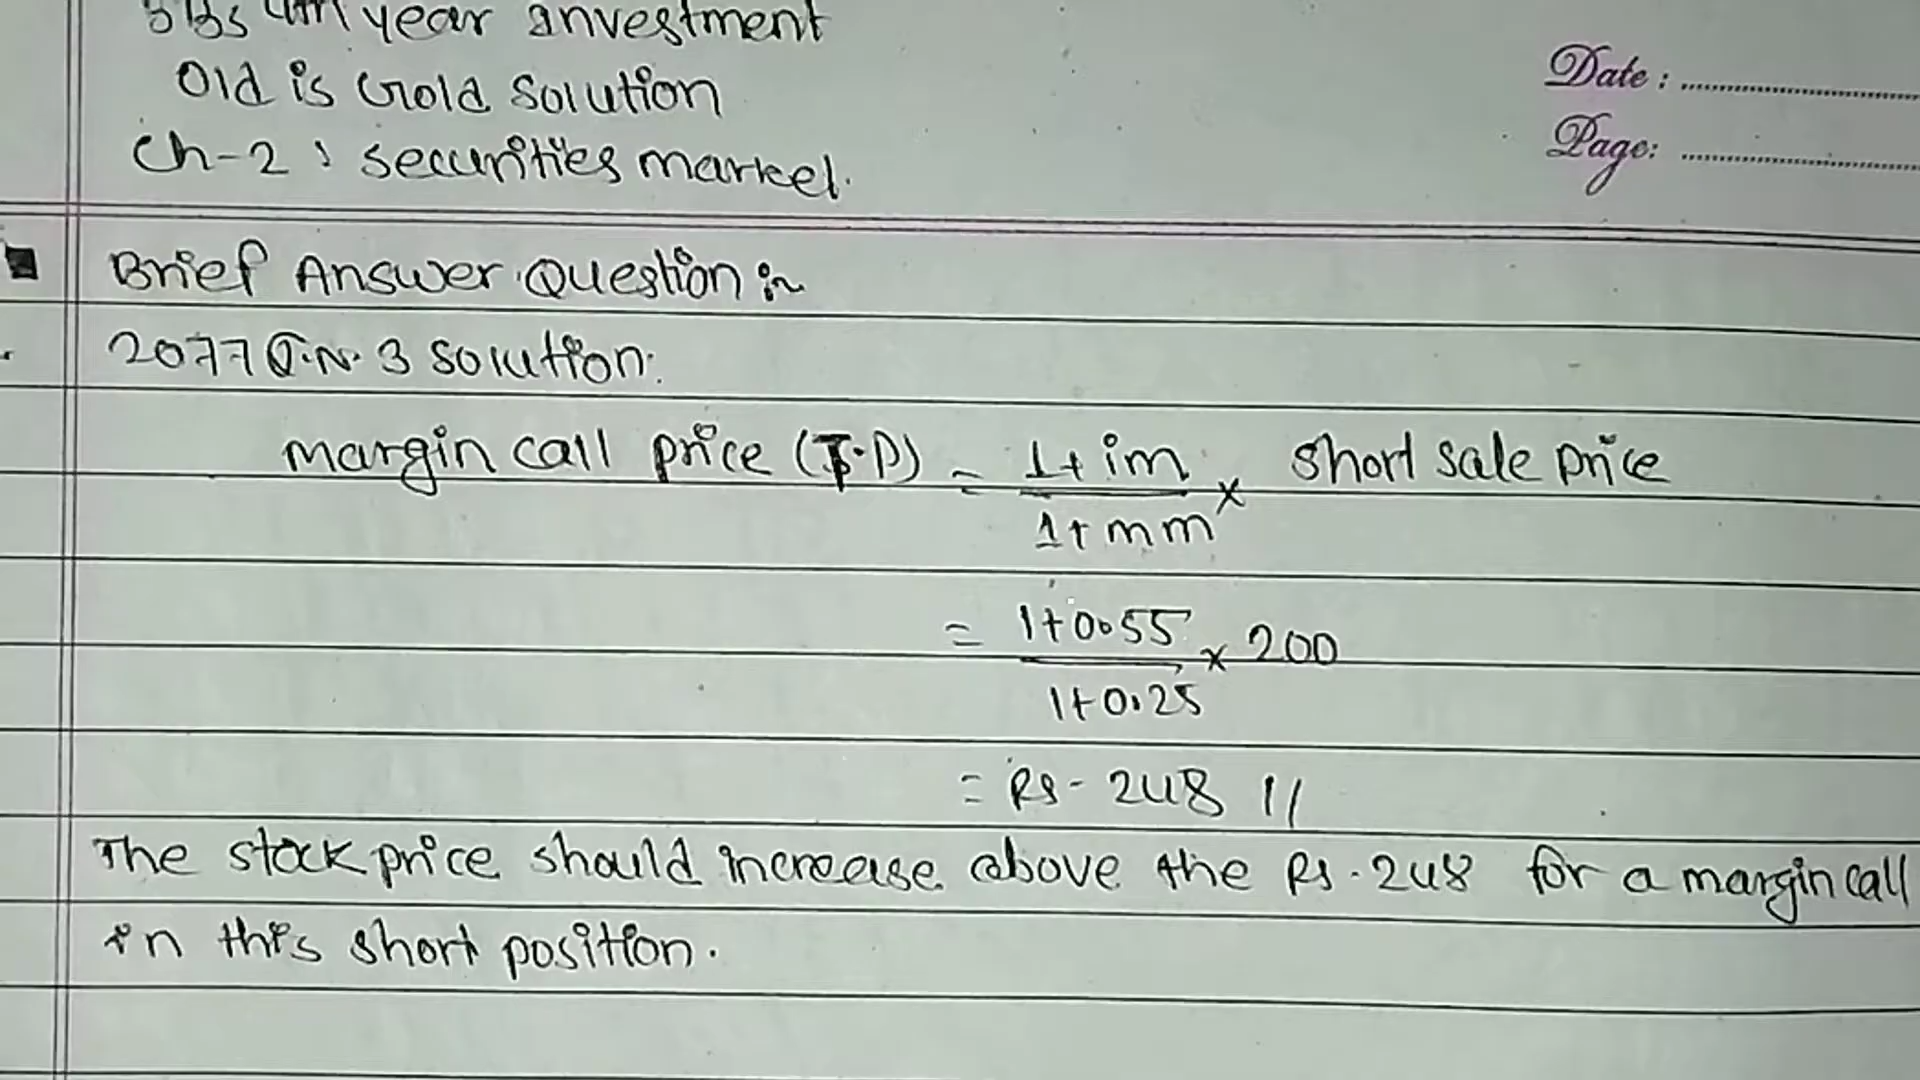 BBS 4th year Investment
Old is Gold Solution
Date : ....................
Ch-2 : securities market.
Page: ....................
Brief Answer Question :-
2077 Q.N. 3 solution:
margin call price (T.P) = 1+im / 1+mm × short sale price
= 1+0.55 / 1+0.25 × 200
= Rs- 248 //
The stock price should increase above the Rs. 248 for a margin call
in this short position.